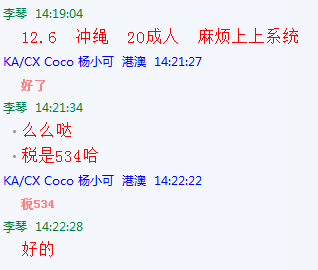 李琴 14:19:04
12.6 冲绳 20成人 麻烦上上系统
KA/CX Coco 杨小可 港澳 14:21:27
好了
李琴 14:21:34
• 么么哒
• 税是534哈
KA/CX Coco 杨小可 港澳 14:22:22
税534
李琴 14:22:28
好的